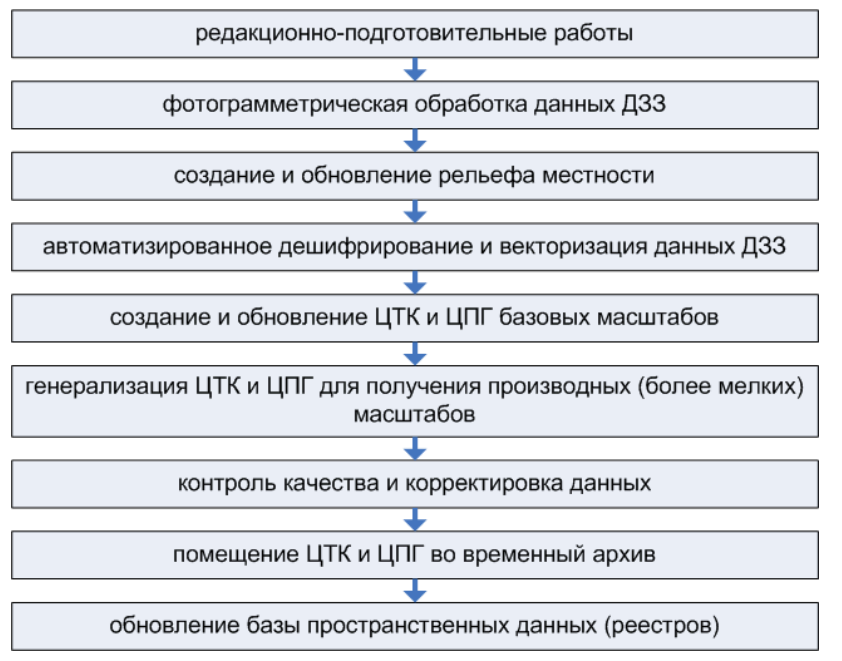 редакционно-подготовительные работы
фотограмметрическая обработка данных ДЗЗ
создание и обновление рельефа местности
автоматизированное дешифрирование и векторизация данных ДЗЗ
создание и обновление ЦТК и ЦПГ базовых масштабов
генерализация ЦТК и ЦПГ для получения производных (более мелких)
масштабов
контроль качества и корректировка данных
помещение ЦТК и ЦПГ во временный архив
обновление базы пространственных данных (реестров)